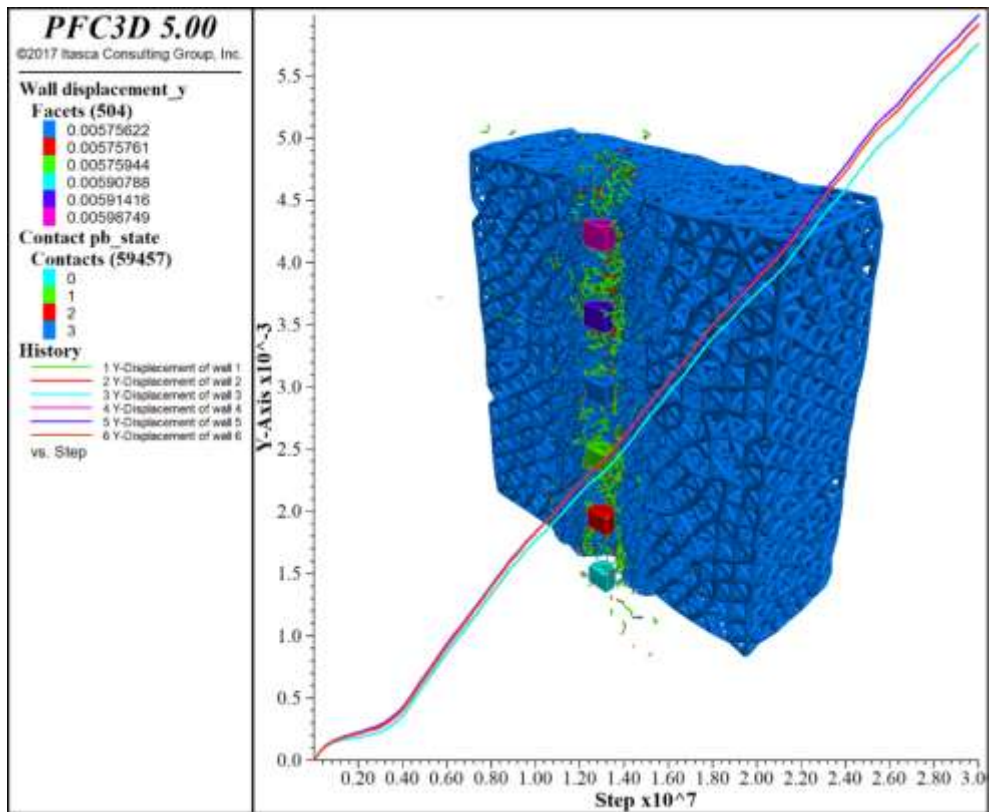 PFC3D 5.00
©2017 Itasca Consulting Group, Inc.
Wall displacement_y
Facets (504)
0.00575622
0.00575761
0.00575944
0.00590788
0.00591416
0.00598749
Contact pb_state
Contacts (59457)
0
1
2
3
History
1 Y-Displacement of wall 1
2 Y-Displacement of wall 2
3 Y-Displacement of wall 3
4 Y-Displacement of wall 4
5 Y-Displacement of wall 5
6 Y-Displacement of wall 6
vs. Step
Y-Axis x10^-3
5.5
5.0
4.5
4.0
3.5
3.0
2.5
2.0
1.5
1.0
0.5
0.0
0.20 0.40 0.60 0.80 1.00 1.20 1.40 1.60 1.80 2.00 2.20 2.40 2.60 2.80 3.00
Step x10^7